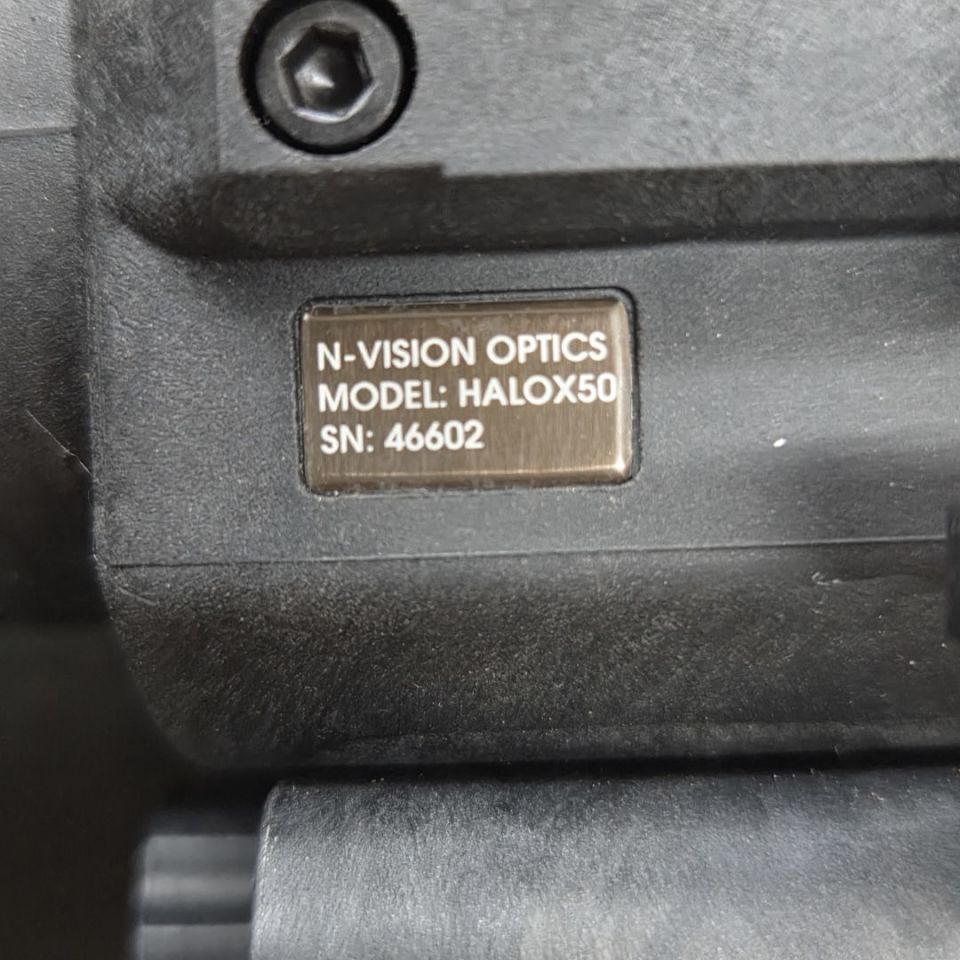 N-VISION OPTICS
MODEL: HALOX50
SN: 46602